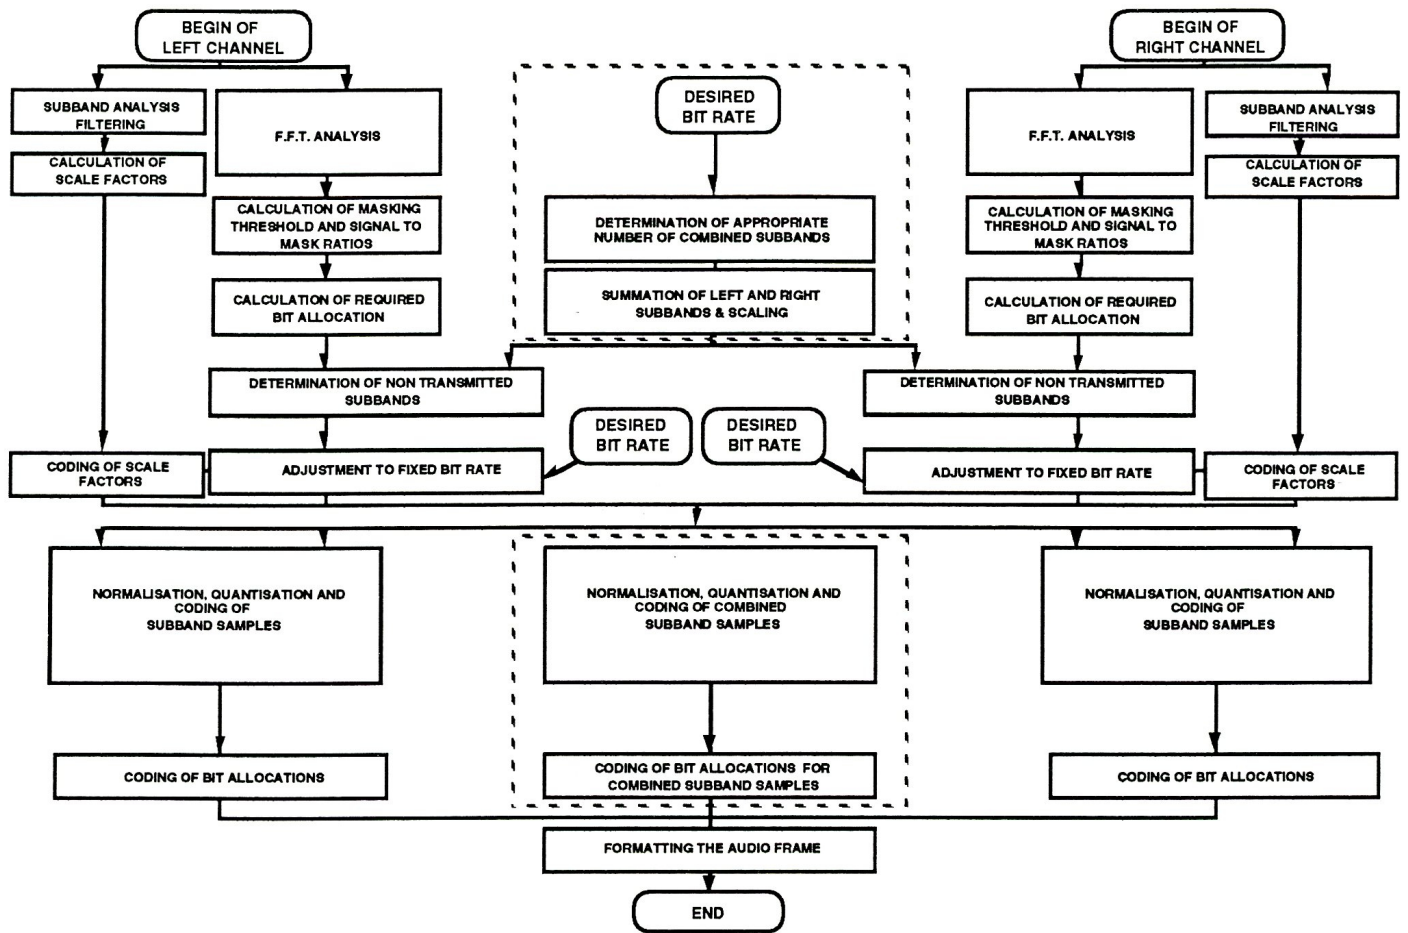 BEGIN OF
LEFT CHANNEL
BEGIN OF
RIGHT CHANNEL
SUBBAND ANALYSIS
FILTERING
F.F.T. ANALYSIS
DESIRED
BIT RATE
F.F.T. ANALYSIS
SUBBAND ANALYSIS
FILTERING
CALCULATION OF
SCALE FACTORS
CALCULATION OF
SCALE FACTORS
CALCULATION OF MASKING
THRESHOLD AND SIGNAL TO
MASK RATIOS
DETERMINATION OF APPROPRIATE
NUMBER OF COMBINED SUBBANDS
CALCULATION OF MASKING
THRESHOLD AND SIGNAL TO
MASK RATIOS
CALCULATION OF REQUIRED
BIT ALLOCATION
SUMMATION OF LEFT AND RIGHT
SUBBANDS & SCALING
CALCULATION OF REQUIRED
BIT ALLOCATION
DETERMINATION OF NON TRANSMITTED
SUBBANDS
DETERMINATION OF NON TRANSMITTED
SUBBANDS
DESIRED
BIT RATE
DESIRED
BIT RATE
CODING OF SCALE
FACTORS
ADJUSTMENT TO FIXED BIT RATE
ADJUSTMENT TO FIXED BIT RATE
CODING OF SCALE
FACTORS
NORMALISATION, QUANTISATION AND
CODING OF
SUBBAND SAMPLES
NORMALISATION, QUANTISATION AND
CODING OF COMBINED
SUBBAND SAMPLES
NORMALISATION, QUANTISATION AND
CODING OF
SUBBAND SAMPLES
CODING OF BIT ALLOCATIONS
CODING OF BIT ALLOCATIONS FOR
COMBINED SUBBAND SAMPLES
CODING OF BIT ALLOCATIONS
FORMATTING THE AUDIO FRAME
END